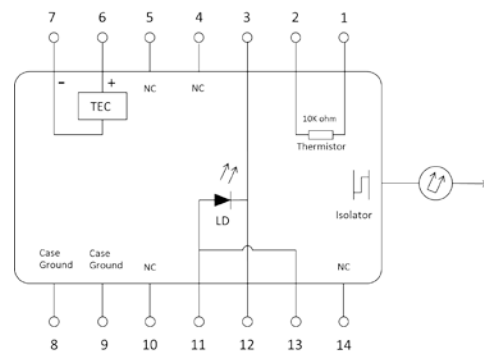 7 6 5 4 3 2 1
- +
TEC
NC NC
10K ohm
Thermistor
LD
Isolator
Case Ground
Case Ground
NC
NC
8 9 10 11 12 13 14